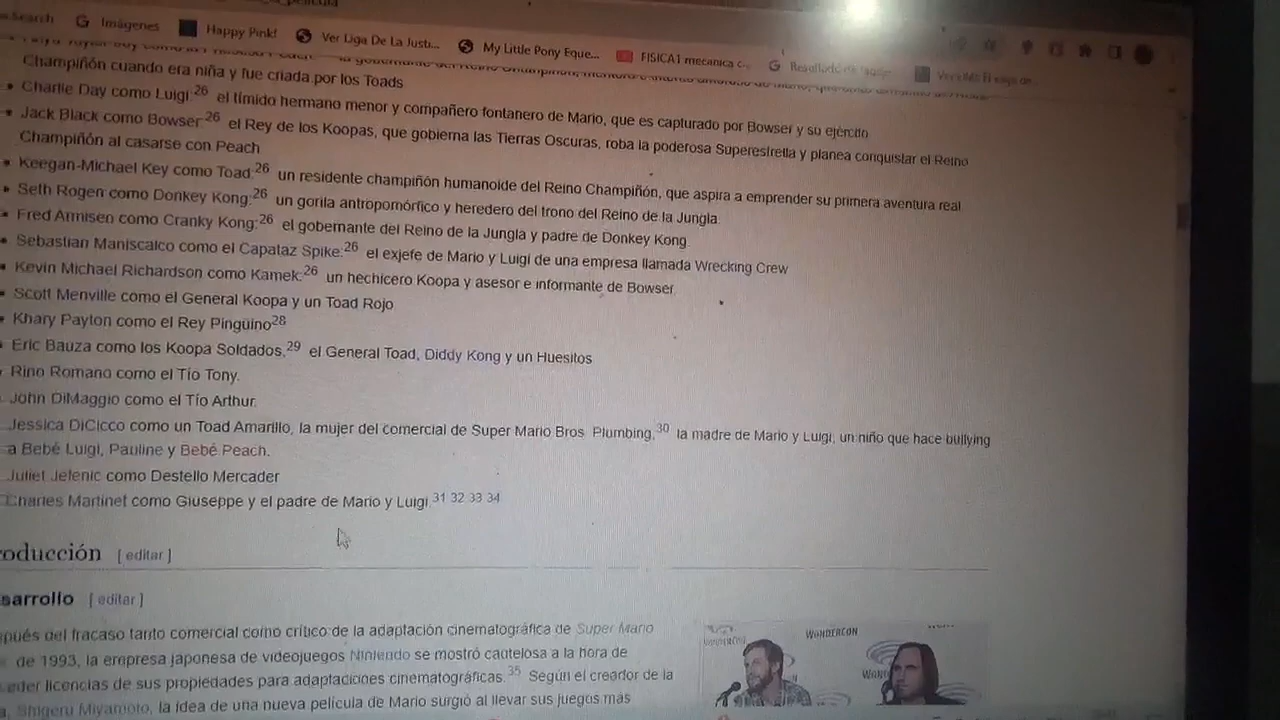 Search Imágenes Happy Pink! Ver Liga De La Justi... My Little Pony Eque... FISICA1 mecanica c...
Champiñón cuando era niña y fue criada por los Toads
Charlie Day como Luigi:26 el tímido hermano menor y compañero fontanero de Mario, que es capturado por Bowser y su ejército
Jack Black como Bowser:26 el Rey de los Koopas, que gobierna las Tierras Oscuras, roba la poderosa Superestrella y planea conquistar el Reino
Champiñón al casarse con Peach
Keegan-Michael Key como Toad:26 un residente champiñón humanoide del Reino Champiñón, que aspira a emprender su primera aventura real
Seth Rogen como Donkey Kong:26 un gorila antropomórfico y heredero del trono del Reino de la Jungla.
Fred Armisen como Cranky Kong:26 el gobernante del Reino de la Jungla y padre de Donkey Kong
Sebastian Maniscalco como el Capataz Spike:26 el exjefe de Mario y Luigi de una empresa llamada Wrecking Crew
Kevin Michael Richardson como Kamek:26 un hechicero Koopa y asesor e informante de Bowser
Scott Menville como el General Koopa y un Toad Rojo
Khary Payton como el Rey Pingüino28
Eric Bauza como los Koopa Soldados,29 el General Toad, Diddy Kong y un Huesitos
Rino Romano como el Tío Tony.
John DiMaggio como el Tío Arthur.
Jessica DiCicco como un Toad Amarillo, la mujer del comercial de Super Mario Bros Plumbing,30 la madre de Mario y Luigi, un niño que hace bullying
a Bebé Luigi, Pauline y Bebé Peach.
Juliet Jelenic como Destello Mercader
Charles Martinet como Giuseppe y el padre de Mario y Luigi 31 32 33 34
oducción [ editar ]
sarrollo [ editar ]
pués del fracaso tanto comercial como crítico de la adaptación cinematográfica de Super Mario
de 1993, la empresa japonesa de videojuegos Nintendo se mostró cautelosa a la hora de
eder licencias de sus propiedades para adaptaciones cinematográficas.35 Según el creador de la
a, Shigeru Miyamoto, la idea de una nueva película de Mario surgió al llevar sus juegos más
WONDERCON